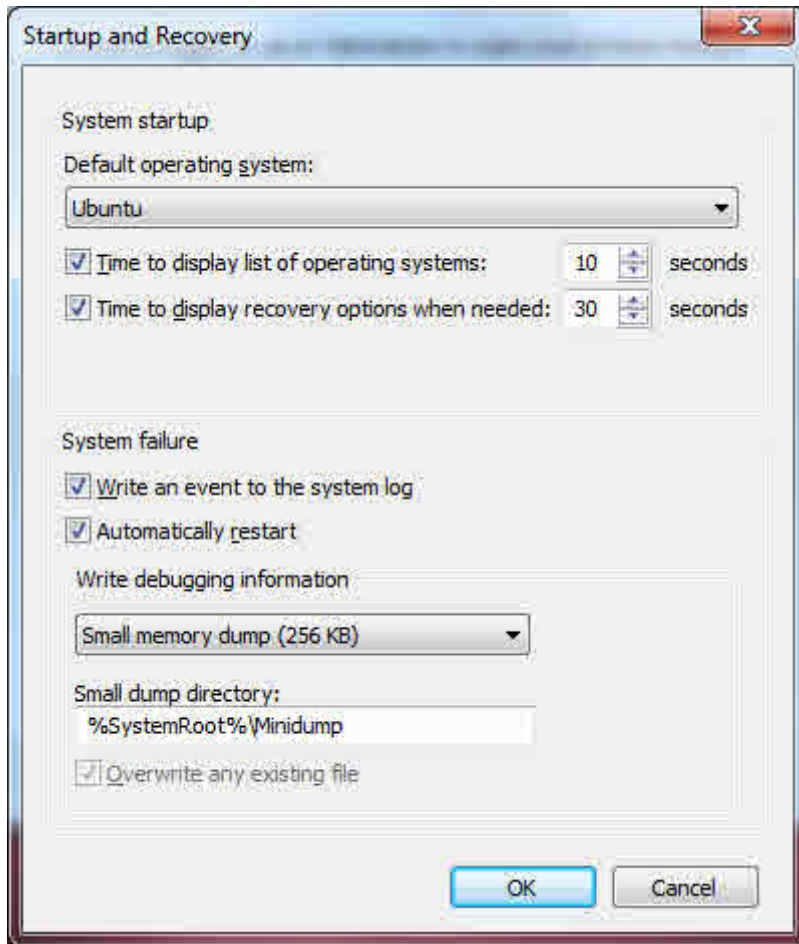 Startup and Recovery
System startup
Default operating system:
Ubuntu
Time to display list of operating systems: 10 seconds
Time to display recovery options when needed: 30 seconds
System failure
Write an event to the system log
Automatically restart
Write debugging information
Small memory dump (256 KB)
Small dump directory:
%SystemRoot%\Minidump
Overwrite any existing file
OK Cancel